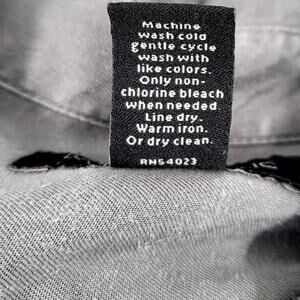 Machine
wash cold
gentle cycle
wash with
like colors.
Only non-
chlorine bleach
when needed.
Line dry.
Warm iron.
Or dry clean.
RN54023